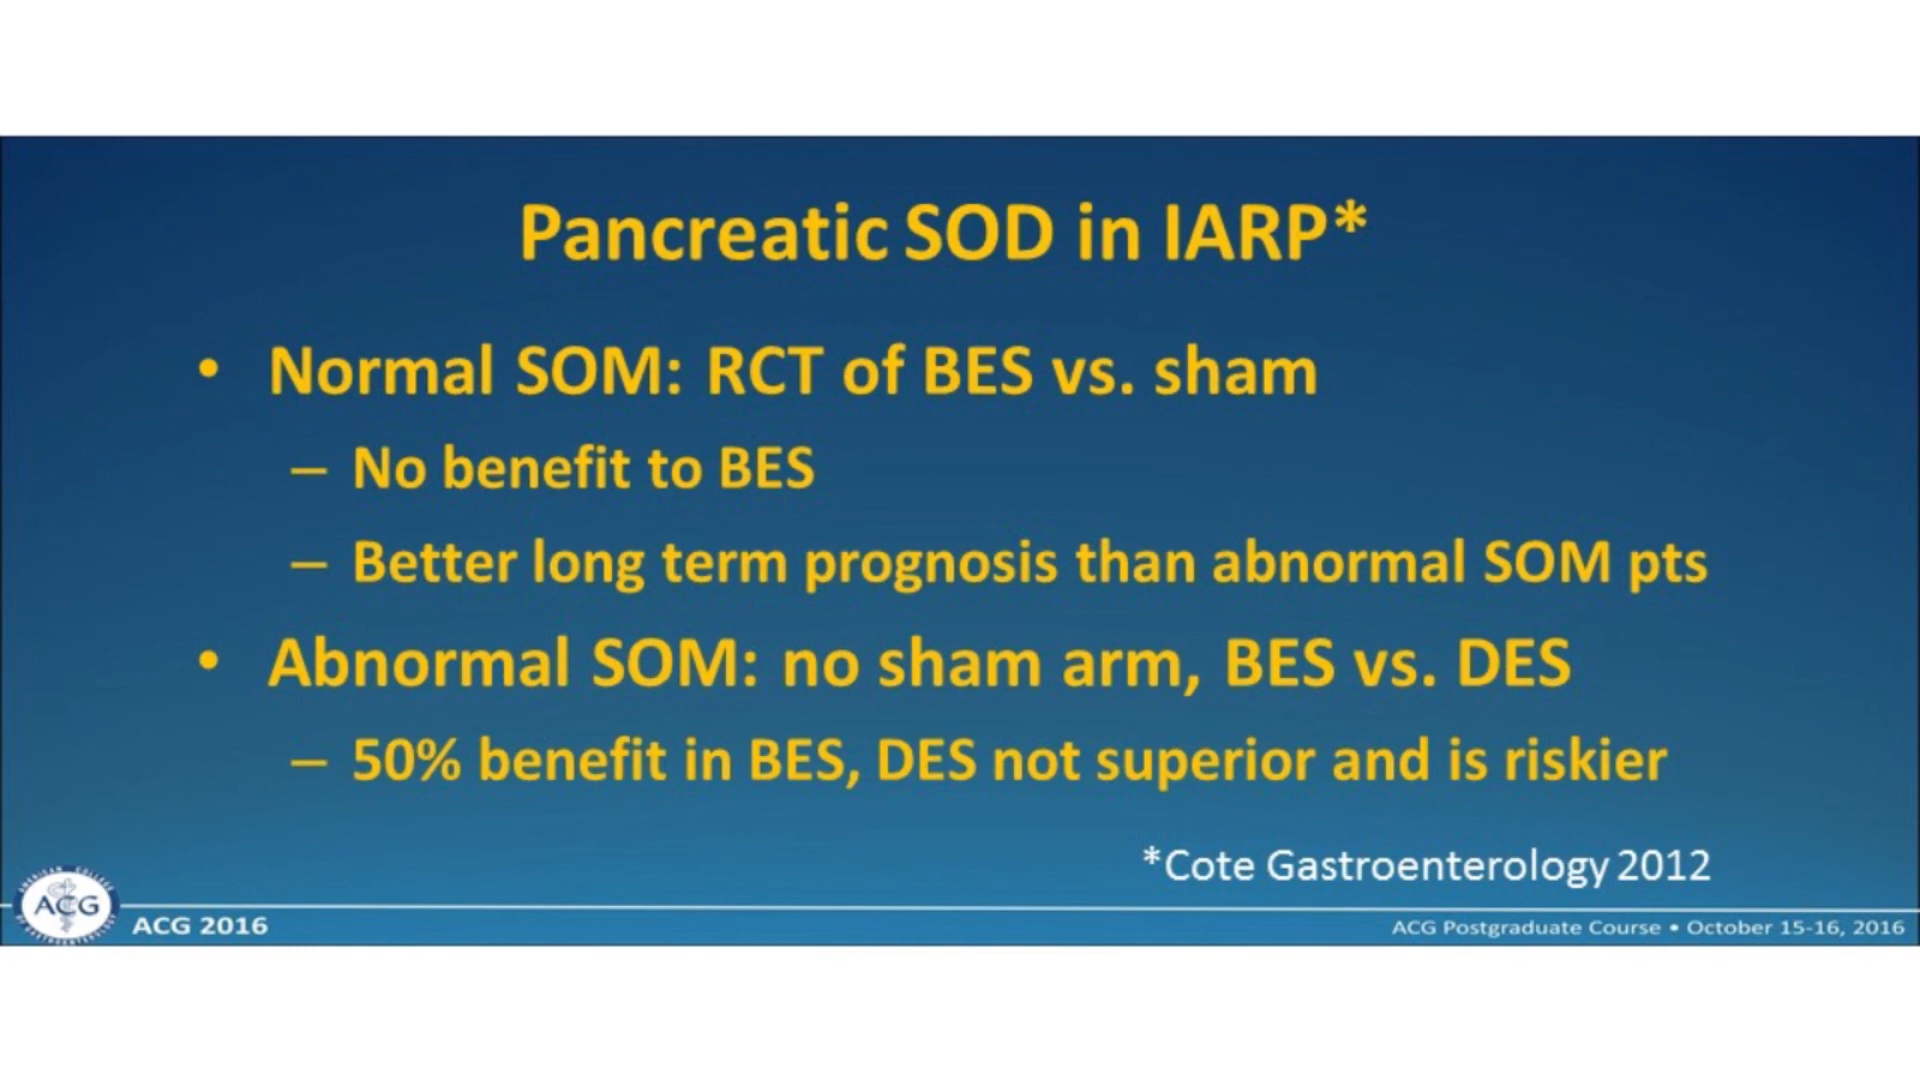 Pancreatic SOD in IARP*
• Normal SOM: RCT of BES vs. sham
– No benefit to BES
– Better long term prognosis than abnormal SOM pts
• Abnormal SOM: no sham arm, BES vs. DES
– 50% benefit in BES, DES not superior and is riskier
*Cote Gastroenterology 2012
ACG
ACG 2016
ACG Postgraduate Course • October 15-16, 2016